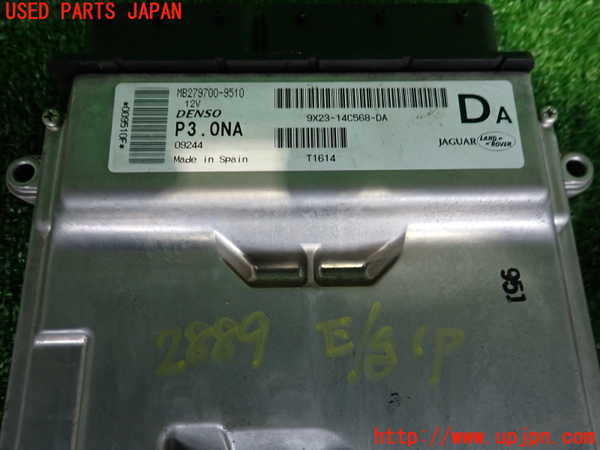 USED PARTS JAPAN
MB279700-9510
12V
DENSO
P3.0NA
09244
Made in Spain
*009510F*
9X23-14C568-DA
T1614
DA
JAGUAR LAND ROVER
951
2889 E/g
http://www.upjpn.com